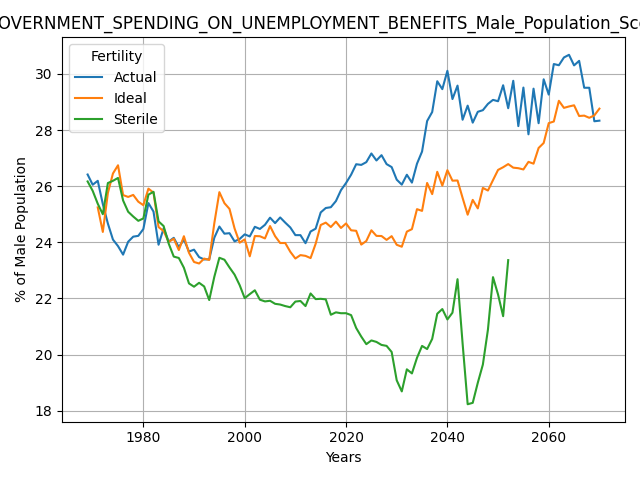 OVERNMENT_SPENDING_ON_UNEMPLOYMENT_BENEFITS_Male_Population_Sc
Fertility
Actual
Ideal
Sterile
30
28
26
24
22
20
18
% of Male Population
1980
2000
2020
2040
2060
Years